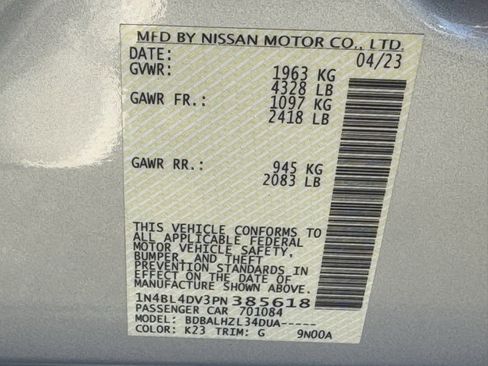 MFD BY NISSAN MOTOR CO., LTD.
DATE: 04/23
GVWR: 1963 KG
4328 LB
GAWR FR.: 1097 KG
2418 LB
GAWR RR.: 945 KG
2083 LB
THIS VEHICLE CONFORMS TO
ALL APPLICABLE FEDERAL
MOTOR VEHICLE SAFETY,
BUMPER, AND THEFT
PREVENTION STANDARDS IN
EFFECT ON THE DATE OF
MANUFACTURE SHOWN ABOVE.
1N4BL4DV3PN385618
PASSENGER CAR 701084
MODEL: BDBALHZL34DUA-----
COLOR: K23 TRIM: G 9N00A